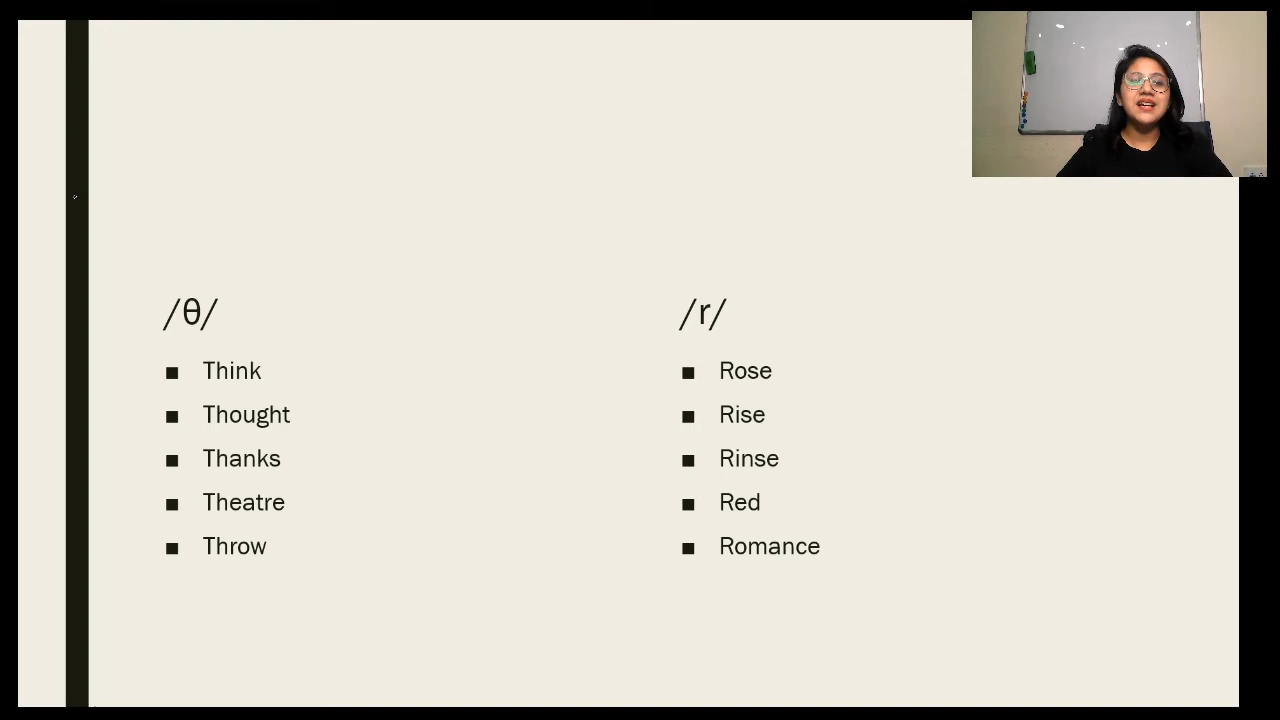 /θ/
■ Think
■ Thought
■ Thanks
■ Theatre
■ Throw
/r/
■ Rose
■ Rise
■ Rinse
■ Red
■ Romance